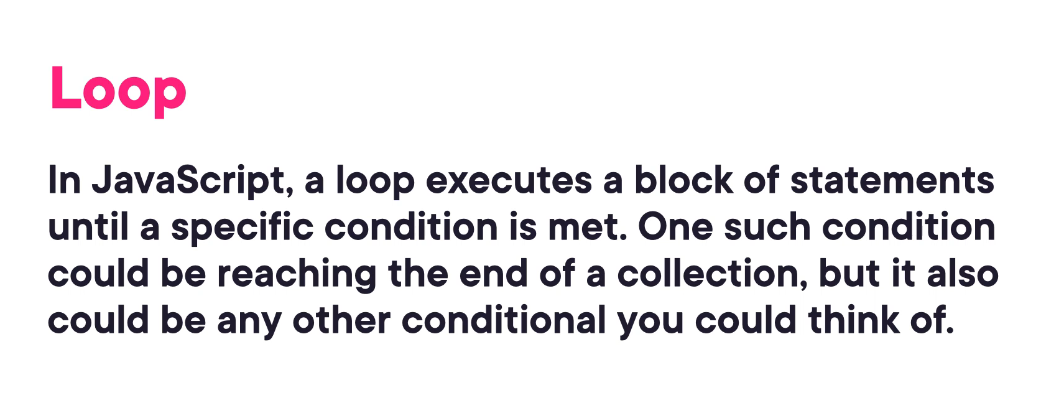 Loop
In JavaScript, a loop executes a block of statements
until a specific condition is met. One such condition
could be reaching the end of a collection, but it also
could be any other conditional you could think of.